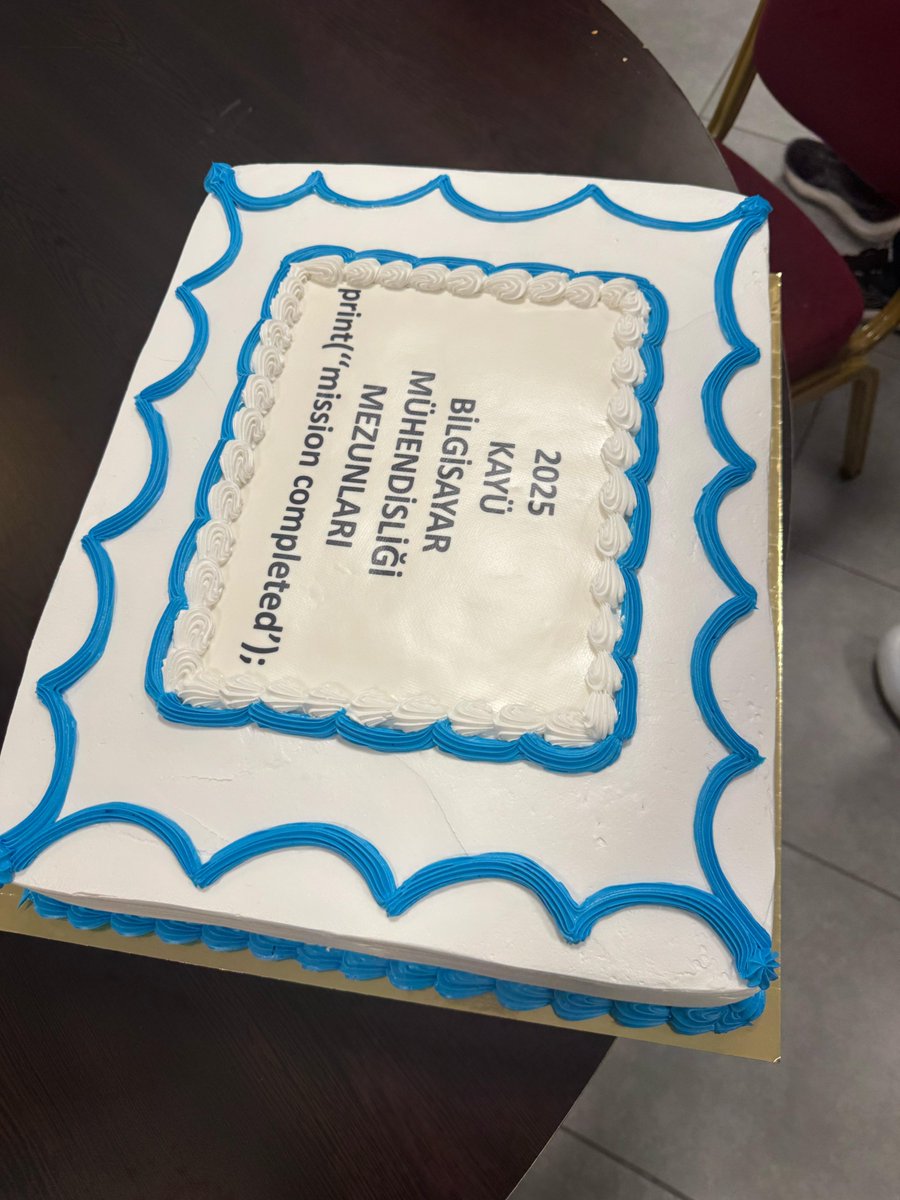 2025
KAYÜ
BİLGİSAYAR
MÜHENDİSLİĞİ
MEZUNLARI
print(“mission completed’);